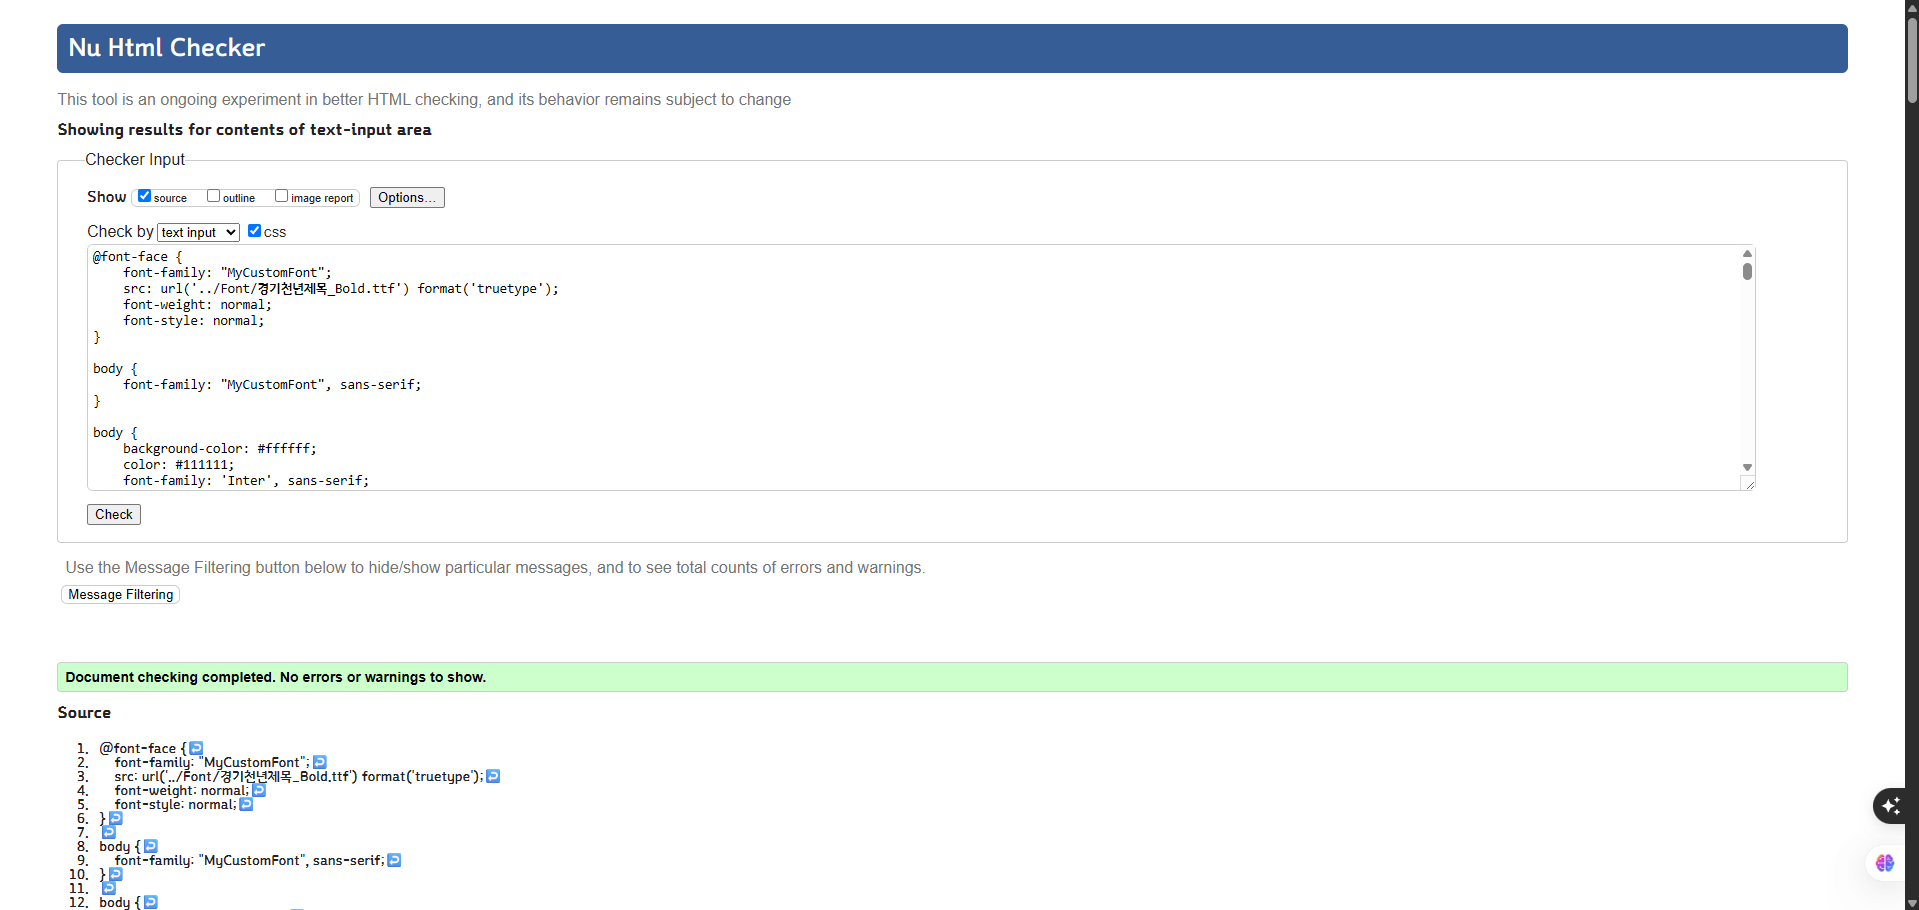 Nu Html Checker
This tool is an ongoing experiment in better HTML checking, and its behavior remains subject to change
Showing results for contents of text-input area
Checker Input
Show source outline image report Options...
Check by text input css
@font-face {
    font-family: "MyCustomFont";
    src: url('../Font/경기천년제목_Bold.ttf') format('truetype');
    font-weight: normal;
    font-style: normal;
}
body {
    font-family: "MyCustomFont", sans-serif;
}
body {
    background-color: #ffffff;
    color: #111111;
    font-family: 'Inter', sans-serif;
Check
Use the Message Filtering button below to hide/show particular messages, and to see total counts of errors and warnings.
Message Filtering
Document checking completed. No errors or warnings to show.
Source
1. @font-face {↩
2. font-family: "MyCustomFont";↩
3. src: url('../Font/경기천년제목_Bold.ttf') format('truetype');↩
4. font-weight: normal;↩
5. font-style: normal;↩
6. }↩
7. ↩
8. body {↩
9. font-family: "MyCustomFont", sans-serif;↩
10. }↩
11. ↩
12. body {↩